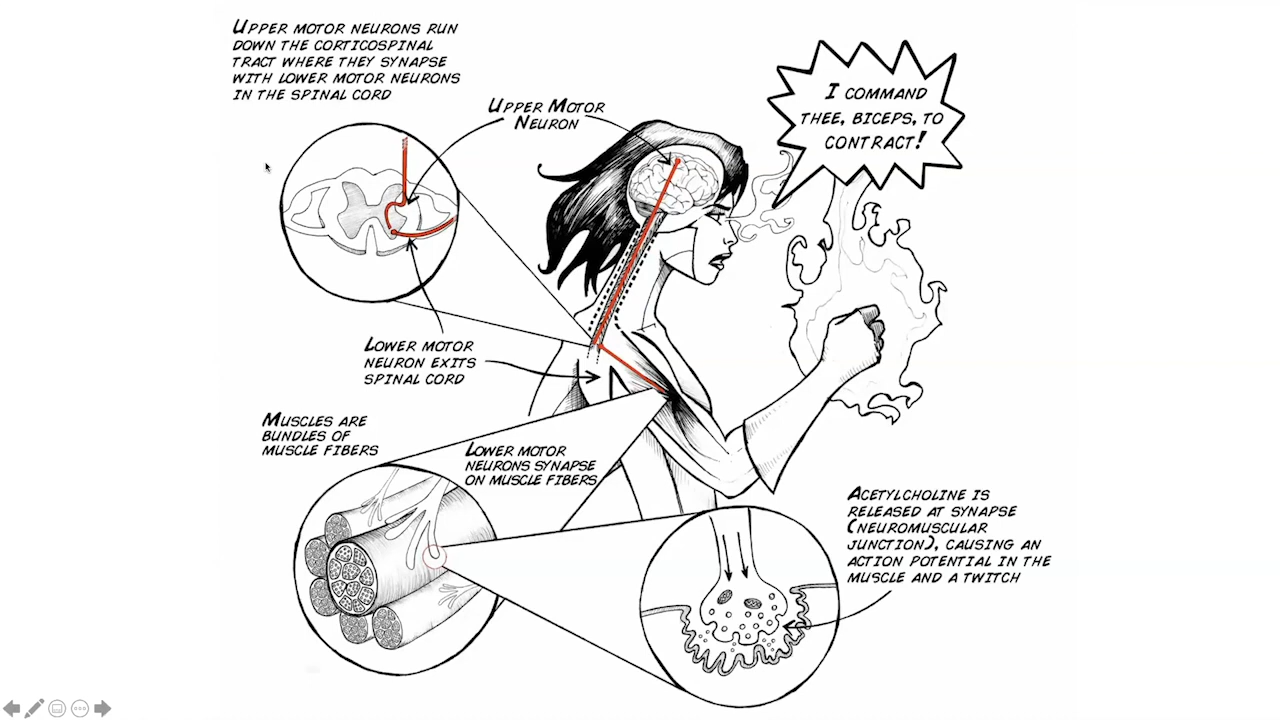 UPPER MOTOR NEURONS RUN
DOWN THE CORTICOSPINAL
TRACT WHERE THEY SYNAPSE
WITH LOWER MOTOR NEURONS
IN THE SPINAL CORD
UPPER MOTOR
NEURON
I COMMAND
THEE, BICEPS, TO
CONTRACT!
LOWER MOTOR
NEURON EXITS
SPINAL CORD
MUSCLES ARE
BUNDLES OF
MUSCLE FIBERS
LOWER MOTOR
NEURONS SYNAPSE
ON MUSCLE FIBERS
ACETYLCHOLINE IS
RELEASED AT SYNAPSE
(NEUROMUSCULAR
JUNCTION), CAUSING AN
ACTION POTENTIAL IN THE
MUSCLE AND A TWITCH